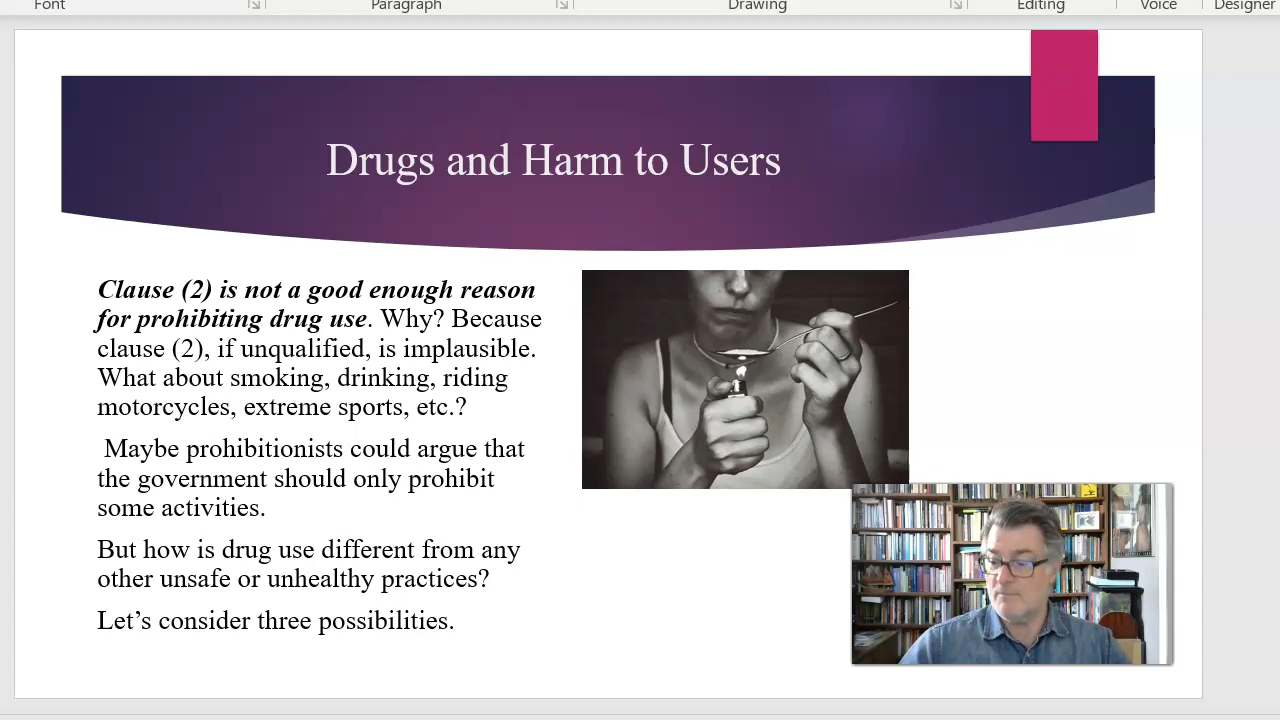 Font Paragraph Drawing Editing Voice Designer
Drugs and Harm to Users
Clause (2) is not a good enough reason
for prohibiting drug use. Why? Because
clause (2), if unqualified, is implausible.
What about smoking, drinking, riding
motorcycles, extreme sports, etc.?
Maybe prohibitionists could argue that
the government should only prohibit
some activities.
But how is drug use different from any
other unsafe or unhealthy practices?
Let’s consider three possibilities.